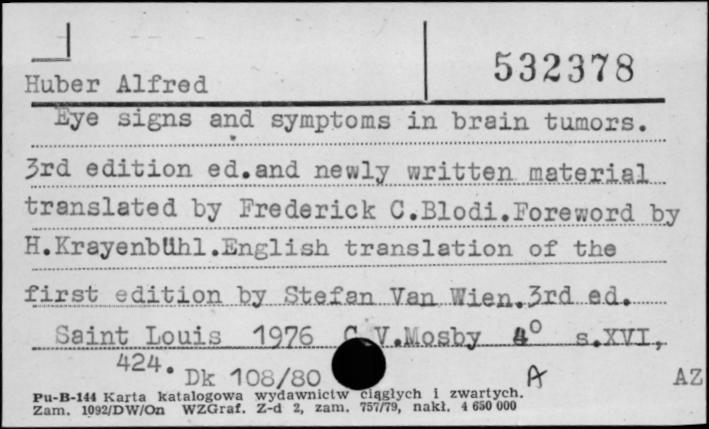 532378
Huber Alfred
Eye signs and symptoms in brain tumors.
3rd edition ed.and newly written material
translated by Frederick C.Blodi.Foreword by
H.Krayenbühl.English translation of the
first edition by Stefan Van Wien.3rd ed.
Saint Louis 1976 C.V.Mosby 4° s.XVI,
424.
Dk 108/80 A AZ
Pu-B-144 Karta katalogowa wydawnictw ciągłych i zwartych.
Zam. 1092/DW/On WZGraf. Z-d 2, zam. 757/79, nakł. 4 650 000